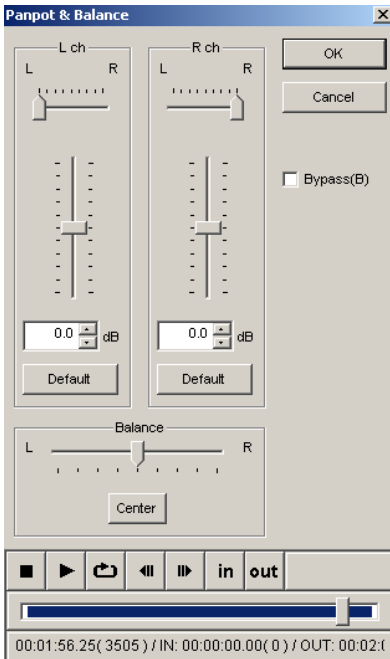 Panpot & Balance
L ch
R ch
OK
L R
L R
Cancel
Bypass(B)
0.0 dB
0.0 dB
Default
Default
Balance
L R
Center
in out
00:01:56.25( 3505 ) / IN: 00:00:00.00( 0 ) / OUT: 00:02:(